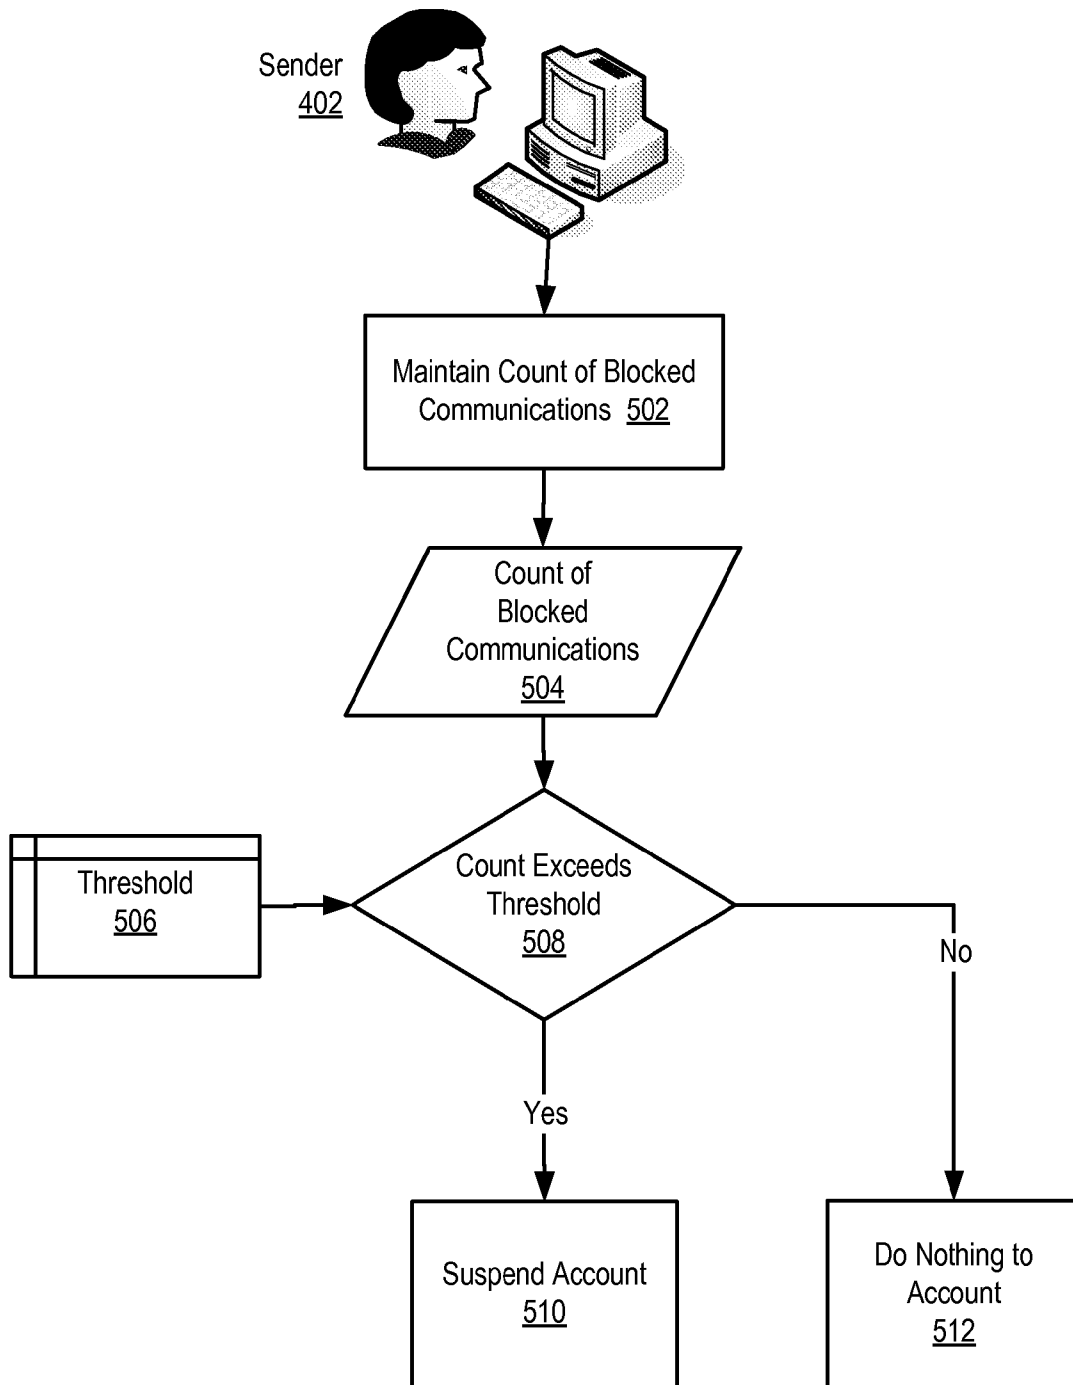 Sender
402
Maintain Count of Blocked
Communications 502
Count of
Blocked
Communications
504
Threshold
506
Count Exceeds
Threshold
508
No
Yes
Suspend Account
510
Do Nothing to
Account
512